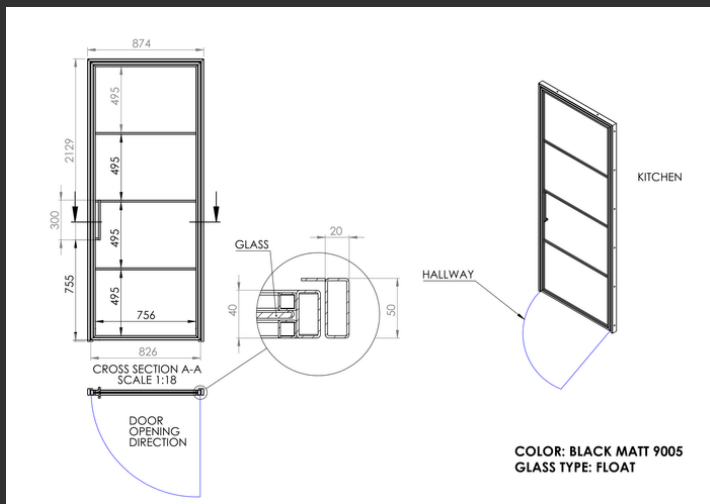 874
495
2129
495
300
495
755
495
756
826
GLASS
20
40
50
CROSS SECTION A-A
SCALE 1:18
DOOR
OPENING
DIRECTION
KITCHEN
HALLWAY
COLOR: BLACK MATT 9005
GLASS TYPE: FLOAT